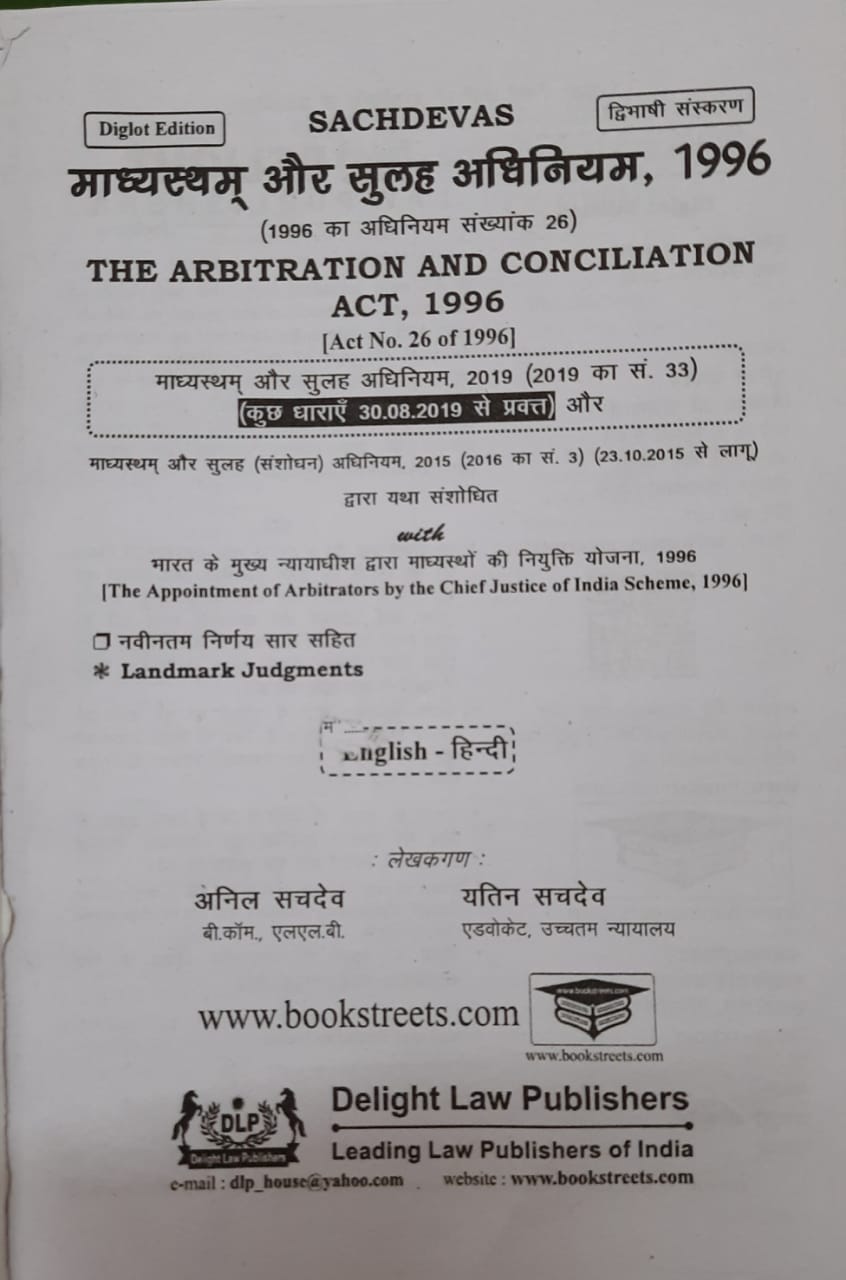 Diglot Edition
SACHDEVAS
द्विभाषी संस्करण
माध्यस्थम् और सुलह अधिनियम, 1996
(1996 का अधिनियम संख्यांक 26)
THE ARBITRATION AND CONCILIATION
ACT, 1996
[Act No. 26 of 1996]
माध्यस्थम् और सुलह अधिनियम, 2019 (2019 का सं. 33)
(कुछ धाराएँ 30.08.2019 से प्रवत्त) और
माध्यस्थम् और सुलह (संशोधन) अधिनियम, 2015 (2016 का सं. 3) (23.10.2015 से लागू)
द्वारा यथा संशोधित
with
भारत के मुख्य न्यायाधीश द्वारा माध्यस्थों की नियुक्ति योजना, 1996
[The Appointment of Arbitrators by the Chief Justice of India Scheme, 1996]
❐ नवीनतम निर्णय सार सहित
* Landmark Judgments
English - हिन्दी
: लेखकगण :
अनिल सचदेव
यतिन सचदेव
बी.कॉम., एलएल.बी.
एडवोकेट, उच्चतम न्यायालय
www.bookstreets.com
www.bookstreets.com
www.bookstreets.com
DLP
Delight Law Publishers
Delight Law Publishers
Leading Law Publishers of India
e-mail : dlp_house@yahoo.com
website : www.bookstreets.com